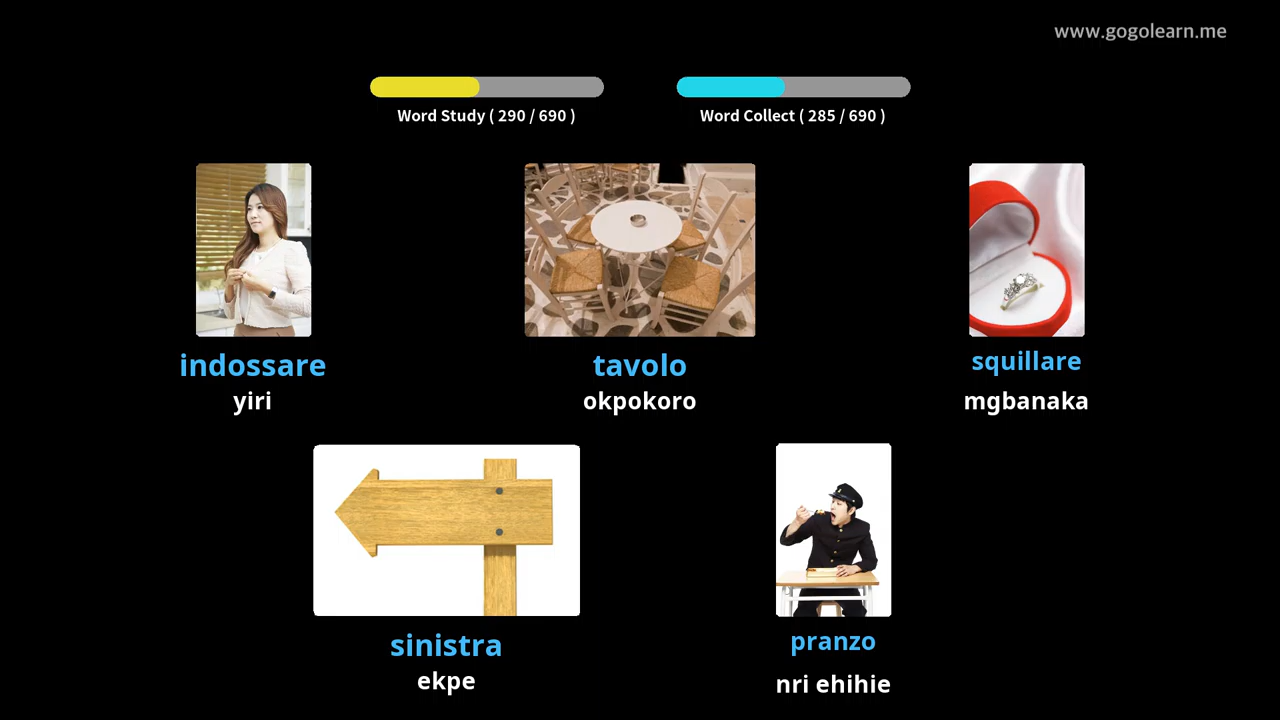 www.gogolearn.me
Word Study ( 290 / 690 )
Word Collect ( 285 / 690 )
indossare
yiri
tavolo
okpokoro
squillare
mgbanaka
sinistra
ekpe
pranzo
nri ehihie